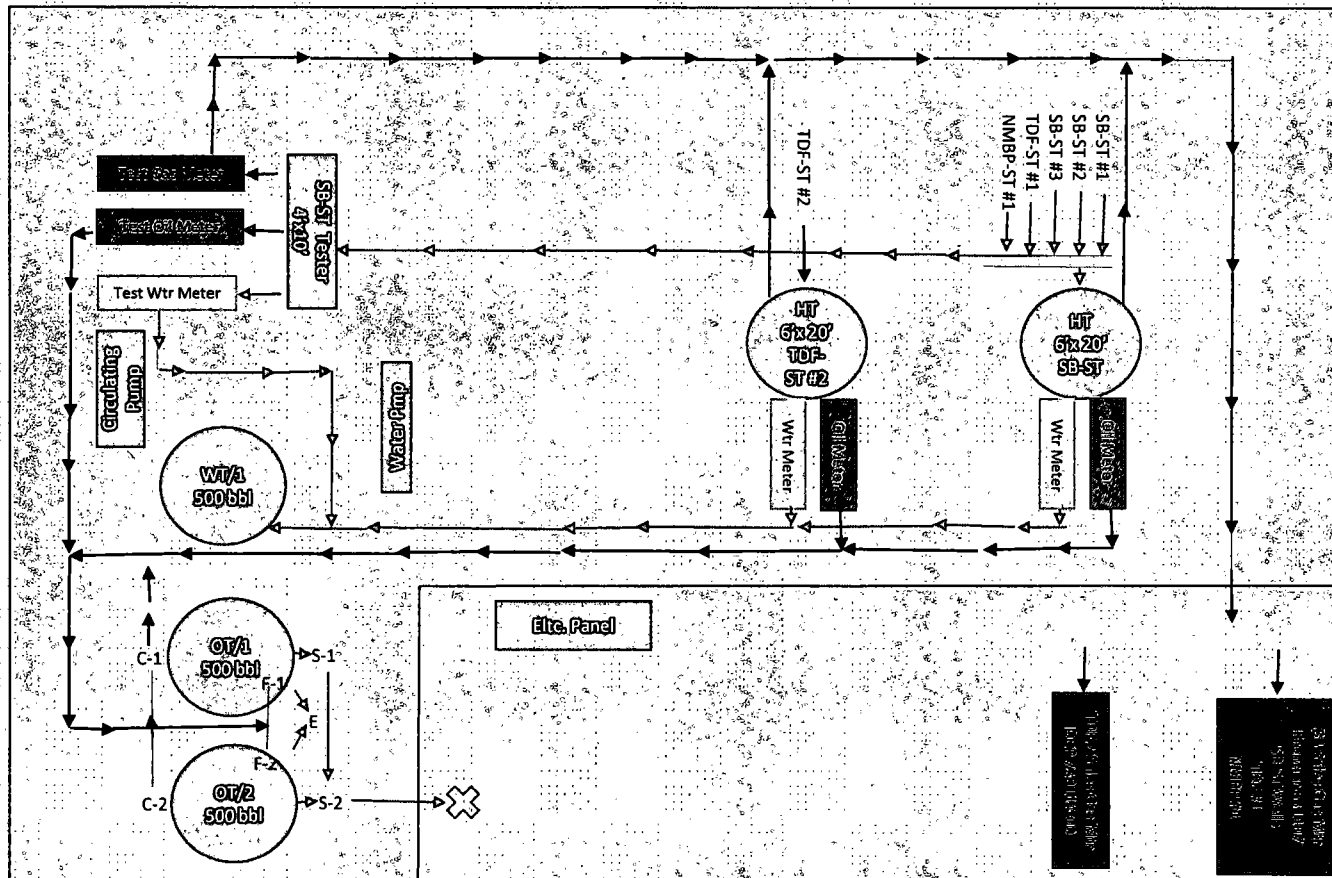 SB-ST #1
SB-ST #2
SB-ST #3
TDF-ST #1
NMBP-ST #1
TDF-ST #2
Test Gas Meter
Test Oil Meter
Test Wtr Meter
SB-ST Tester
4'x10'
HT
6'x 20'
TDF-
ST #2
HT
6'x 20'
SB-ST
Circulating
Pump
Water Pmp
Wtr Meter
Oil Meter
Wtr Meter
Oil Meter
WT/1
500 bbl
Eltc. Panel
OT/1
500 bbl
C-1
S-1
F-1
E
F-2
OT/2
500 bbl
C-2
S-2